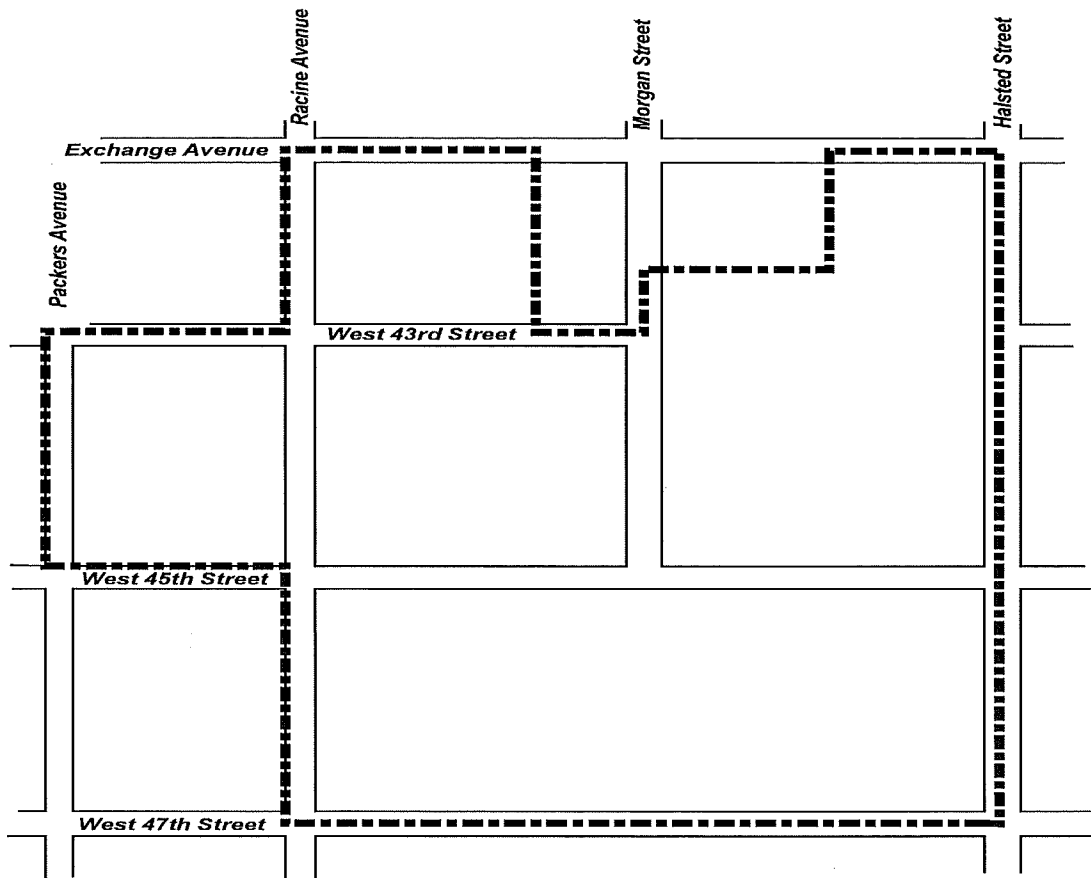 Racine Avenue
Morgan Street
Halsted Street
Exchange Avenue
Packers Avenue
West 43rd Street
West 45th Street
West 47th Street